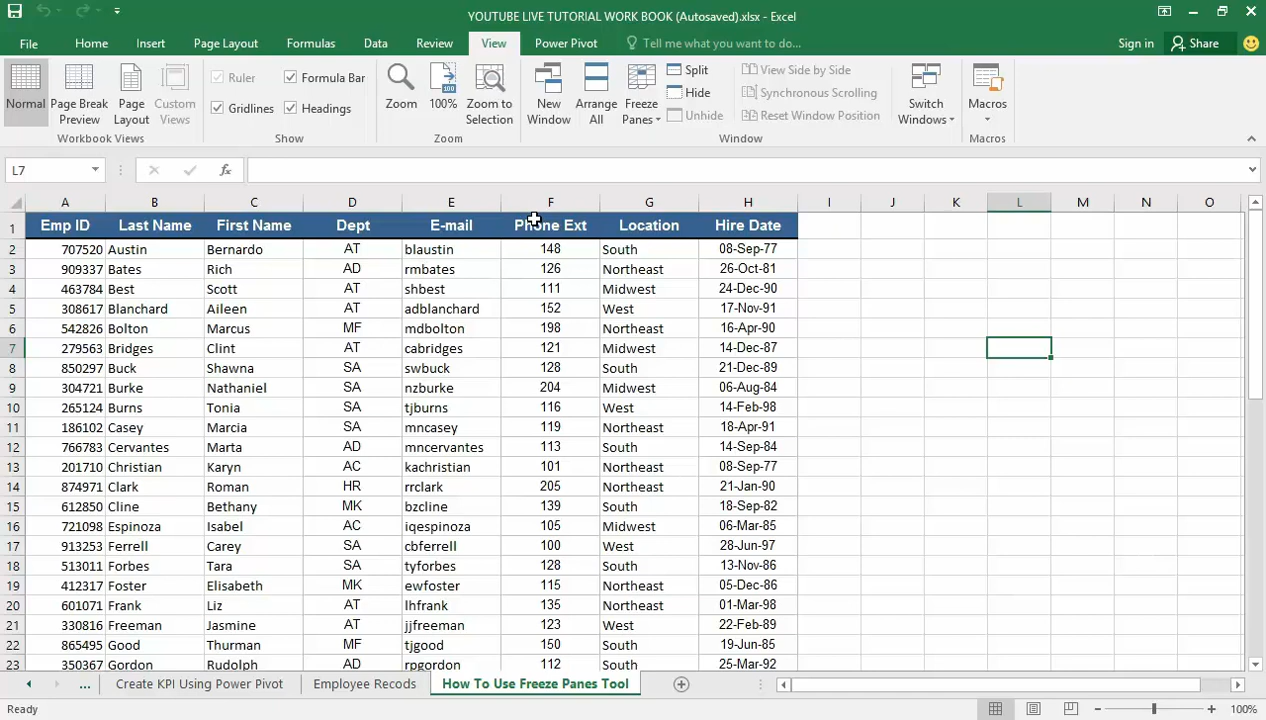 YOUTUBE LIVE TUTORIAL WORK BOOK (Autosaved).xlsx - Excel
File Home Insert Page Layout Formulas Data Review View Power Pivot Tell me what you want to do... Sign in Share
Normal Page Break Preview Page Layout Custom Views Ruler Formula Bar Gridlines Headings Zoom 100% Zoom to Selection New Window Arrange All Freeze Panes Split Hide Unhide View Side by Side Synchronous Scrolling Reset Window Position Switch Windows Macros
Workbook Views Show Zoom Window Macros
L7 fx
A B C D E F G H I J K L M N O
1 Emp ID Last Name First Name Dept E-mail Phone Ext Location Hire Date
2 707520 Austin Bernardo AT blaustin 148 South 08-Sep-77
3 909337 Bates Rich AD rmbates 126 Northeast 26-Oct-81
4 463784 Best Scott AT shbest 111 Midwest 24-Dec-90
5 308617 Blanchard Aileen AT adblanchard 152 West 17-Nov-91
6 542826 Bolton Marcus MF mdbolton 198 Northeast 16-Apr-90
7 279563 Bridges Clint AT cabridges 121 Midwest 14-Dec-87
8 850297 Buck Shawna SA swbuck 128 South 21-Dec-89
9 304721 Burke Nathaniel SA nzburke 204 Midwest 06-Aug-84
10 265124 Burns Tonia SA tjburns 116 West 14-Feb-98
11 186102 Casey Marcia SA mncasey 119 Northeast 18-Apr-91
12 766783 Cervantes Marta AD mncervantes 113 South 14-Sep-84
13 201710 Christian Karyn AC kachristian 101 Northeast 08-Sep-77
14 874971 Clark Roman HR rrclark 205 Northeast 21-Jan-90
15 612850 Cline Bethany MK bzcline 139 South 18-Sep-82
16 721098 Espinoza Isabel AC iqespinoza 105 Midwest 06-Mar-85
17 913253 Ferrell Carey SA cbferrell 100 West 28-Jun-97
18 513011 Forbes Tara SA tyforbes 128 South 13-Nov-86
19 412317 Foster Elisabeth MK ewfoster 115 Northeast 05-Dec-86
20 601071 Frank Liz AT lhfrank 135 Northeast 01-Mar-98
21 330816 Freeman Jasmine AT jjfreeman 123 West 22-Feb-89
22 865495 Good Thurman MF tjgood 150 South 19-Jun-85
23 350367 Gordon Rudolph AD rpgordon 112 South 25-Mar-92
... Create KPI Using Power Pivot Employee Recods How To Use Freeze Panes Tool
Ready 100%